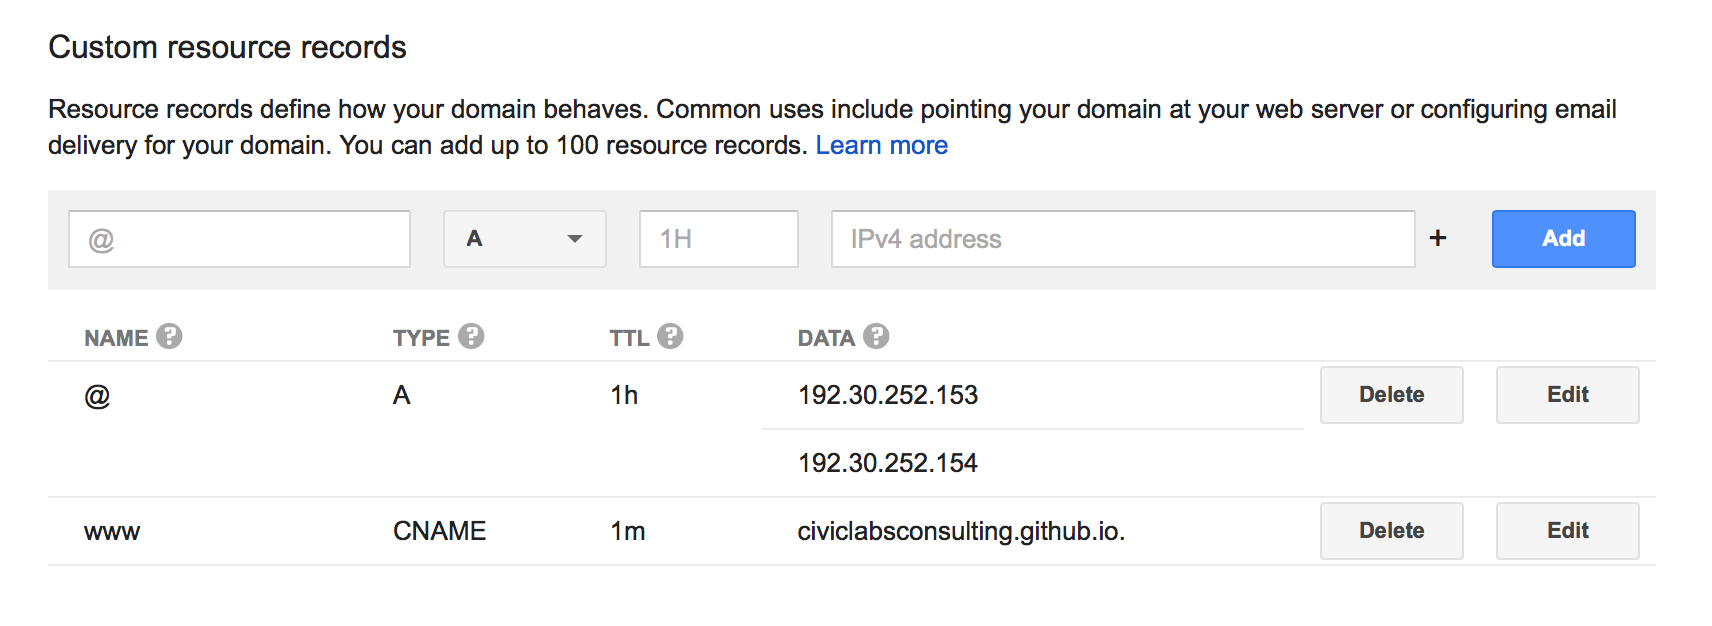 Custom resource records
Resource records define how your domain behaves. Common uses include pointing your domain at your web server or configuring email
delivery for your domain. You can add up to 100 resource records. Learn more
@ A 1H IPv4 address + Add
NAME ? TYPE ? TTL ? DATA ?
@ A 1h 192.30.252.153 Delete Edit
192.30.252.154
www CNAME 1m civiclabsconsulting.github.io. Delete Edit